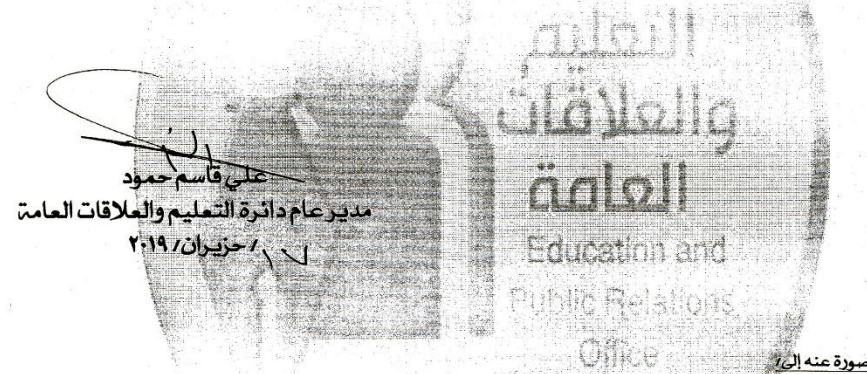 التعليم
والعلاقات
العامة
Education and
Public Relations
Office
علي قاسم حمود
مدير عام دائرة التعليم والعلاقات العامة
/ حزيران / ٢٠١٩
صورة عنه إلى/